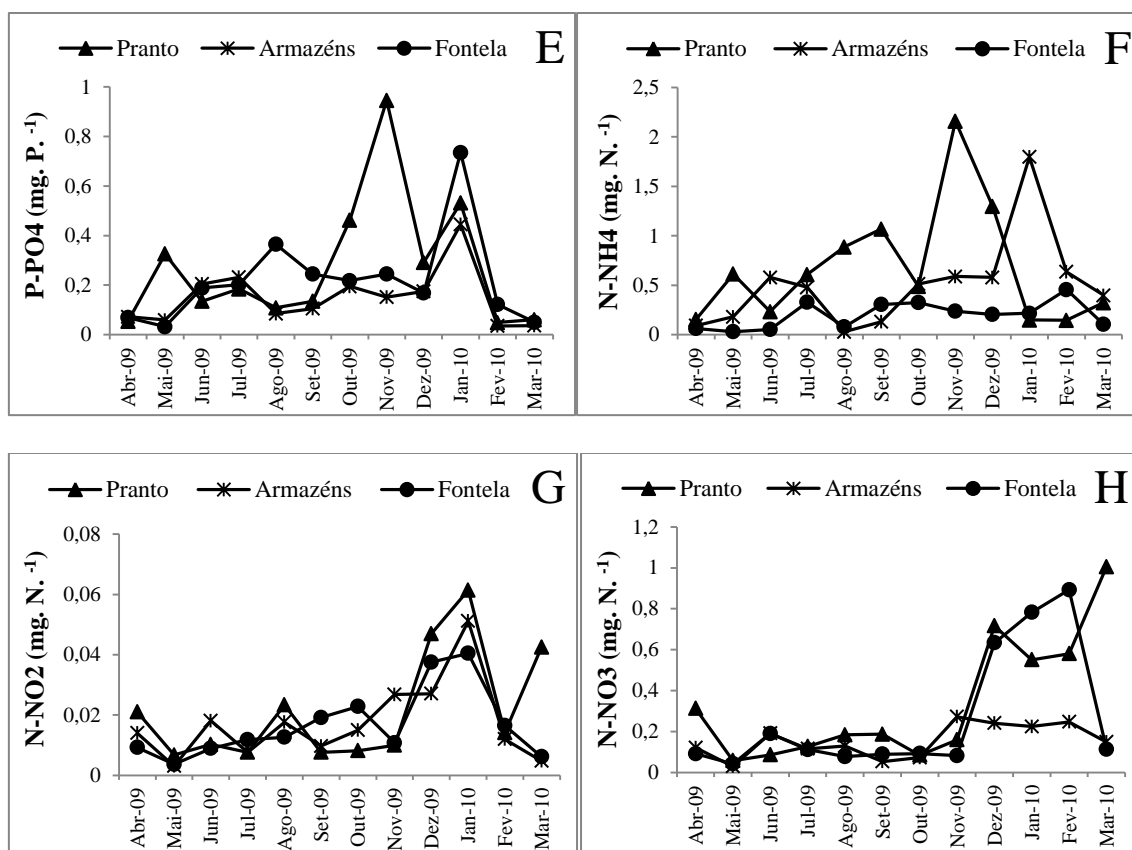 Pranto Armazéns Fontela E
P-PO4 (mg. P. -1)
1
0,8
0,6
0,4
0,2
0
Abr-09 Mai-09 Jun-09 Jul-09 Ago-09 Set-09 Out-09 Nov-09 Dez-09 Jan-10 Fev-10 Mar-10
Pranto Armazéns Fontela F
N-NH4 (mg. N. -1)
2,5
2
1,5
1
0,5
0
Abr-09 Mai-09 Jun-09 Jul-09 Ago-09 Set-09 Out-09 Nov-09 Dez-09 Jan-10 Fev-10 Mar-10
Pranto Armazéns Fontela G
N-NO2 (mg. N. -1)
0,08
0,06
0,04
0,02
0
Abr-09 Mai-09 Jun-09 Jul-09 Ago-09 Set-09 Out-09 Nov-09 Dez-09 Jan-10 Fev-10 Mar-10
Pranto Armazéns Fontela H
N-NO3 (mg. N. -1)
1,2
1
0,8
0,6
0,4
0,2
0
Abr-09 Mai-09 Jun-09 Jul-09 Ago-09 Set-09 Out-09 Nov-09 Dez-09 Jan-10 Fev-10 Mar-10